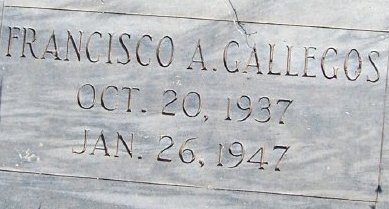 FRANCISCO A. GALLEGOS
OCT. 20, 1937
JAN. 26, 1947